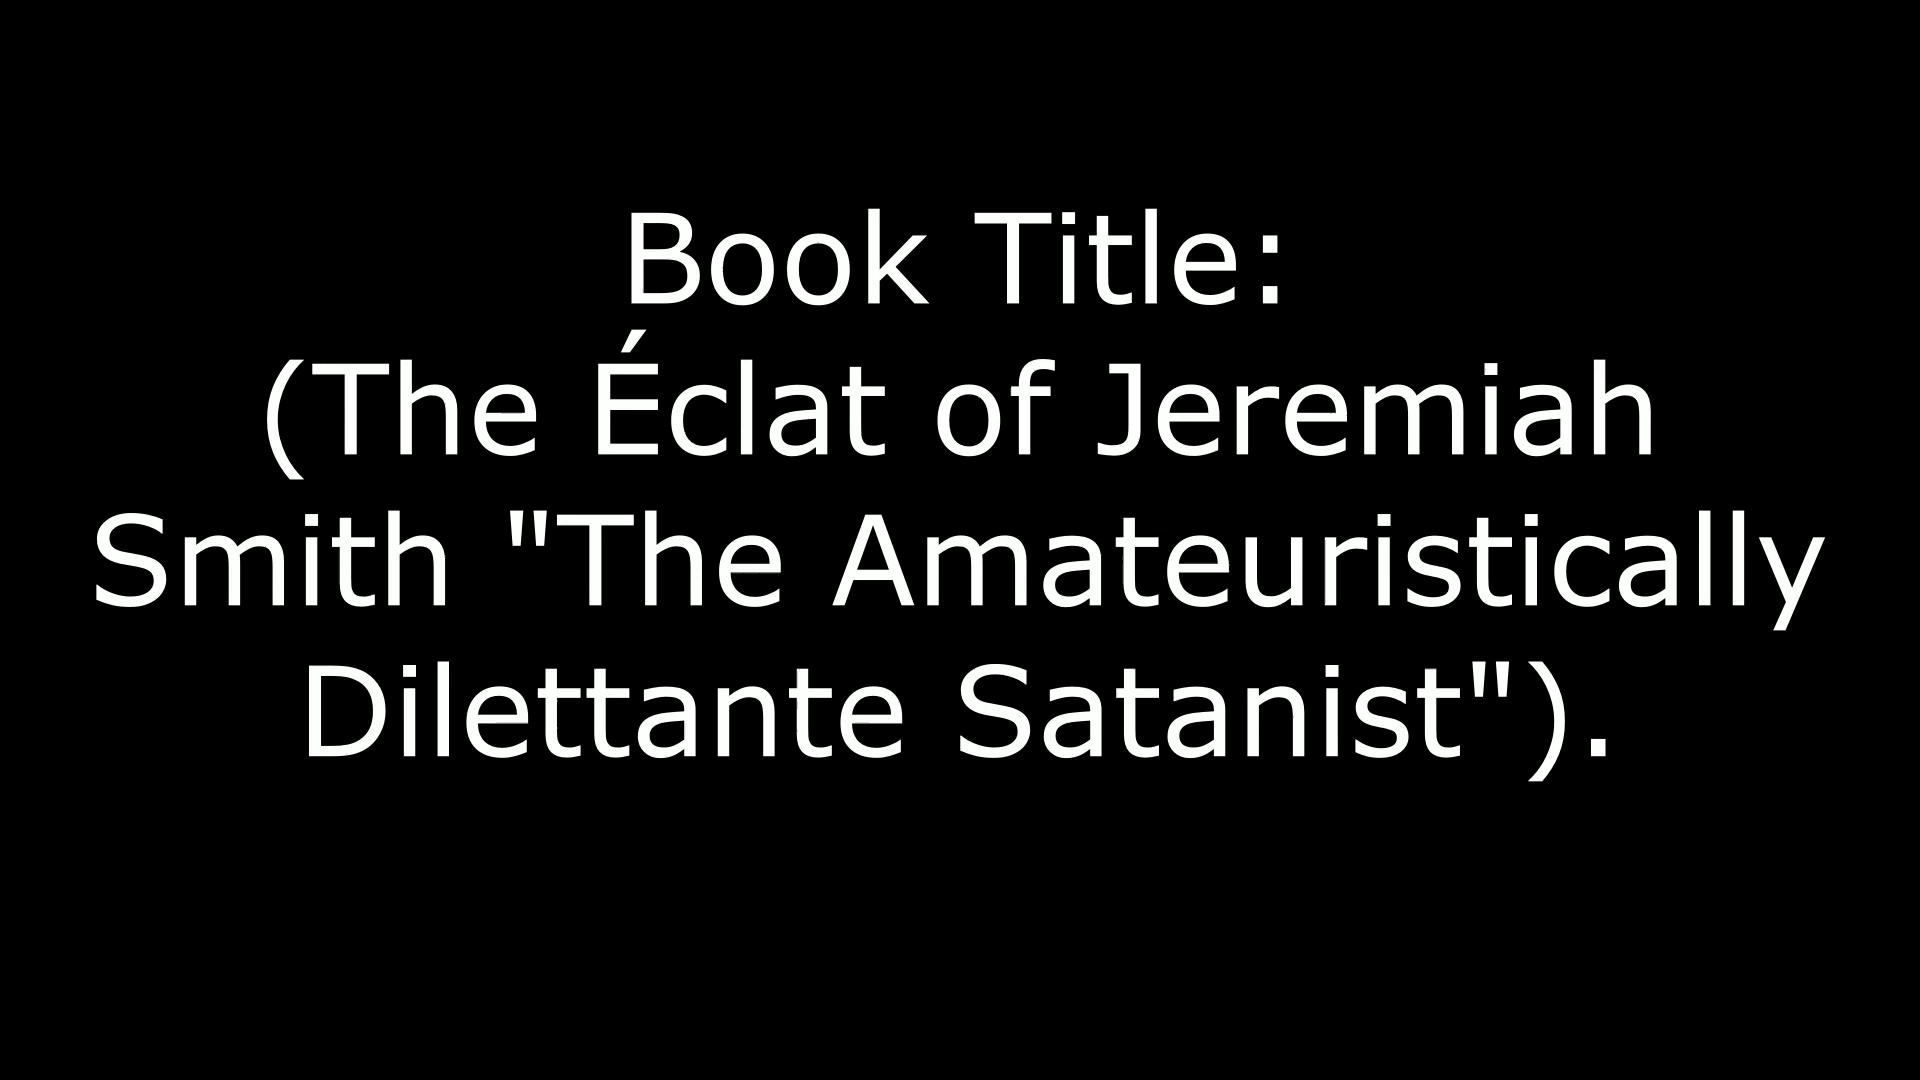 Book Title:
(The Éclat of Jeremiah
Smith "The Amateuristically
Dilettante Satanist").